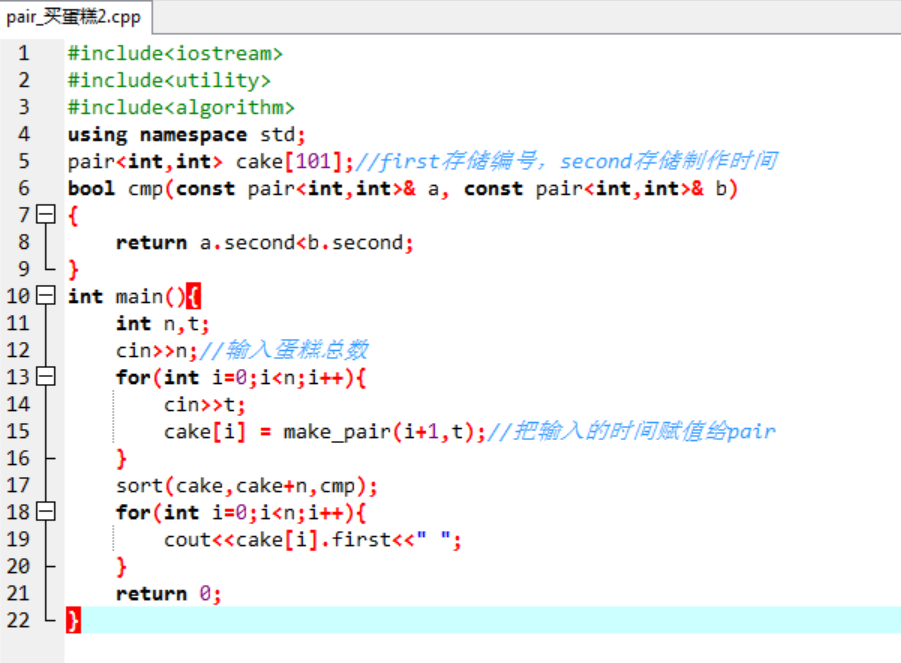 pair_买蛋糕2.cpp
1 #include<iostream>
2 #include<utility>
3 #include<algorithm>
4 using namespace std;
5 pair<int,int> cake[101];//first存储编号，second存储制作时间
6 bool cmp(const pair<int,int>& a, const pair<int,int>& b)
7 {
8     return a.second<b.second;
9 }
10 int main(){
11     int n,t;
12     cin>>n;//输入蛋糕总数
13     for(int i=0;i<n;i++){
14         cin>>t;
15         cake[i] = make_pair(i+1,t);//把输入的时间赋值给pair
16     }
17     sort(cake,cake+n,cmp);
18     for(int i=0;i<n;i++){
19         cout<<cake[i].first<<" ";
20     }
21     return 0;
22 }